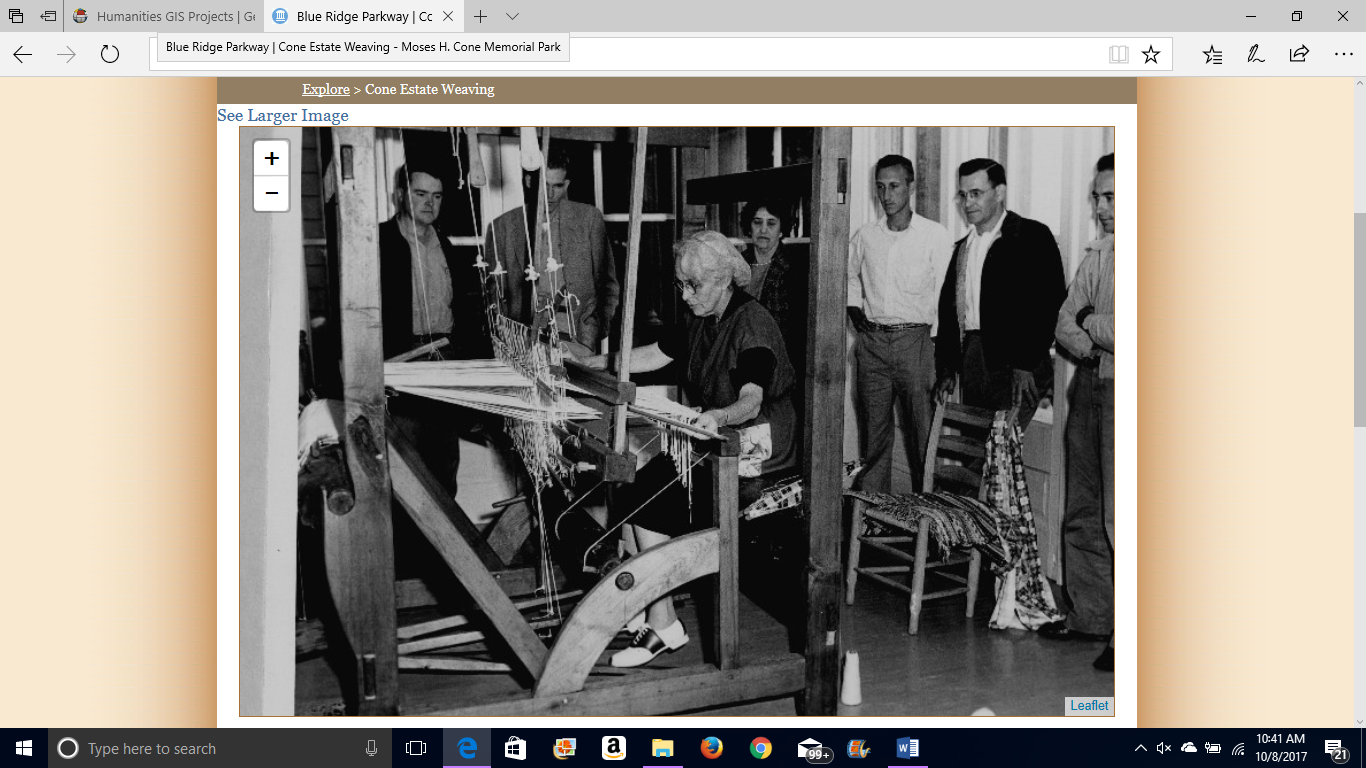 Humanities GIS Projects | Ge
Blue Ridge Parkway | Cc
Blue Ridge Parkway | Cone Estate Weaving - Moses H. Cone Memorial Park
Explore > Cone Estate Weaving
See Larger Image
+
−
Leaflet
Type here to search
a
99+
W
10:41 AM
10/8/2017
21